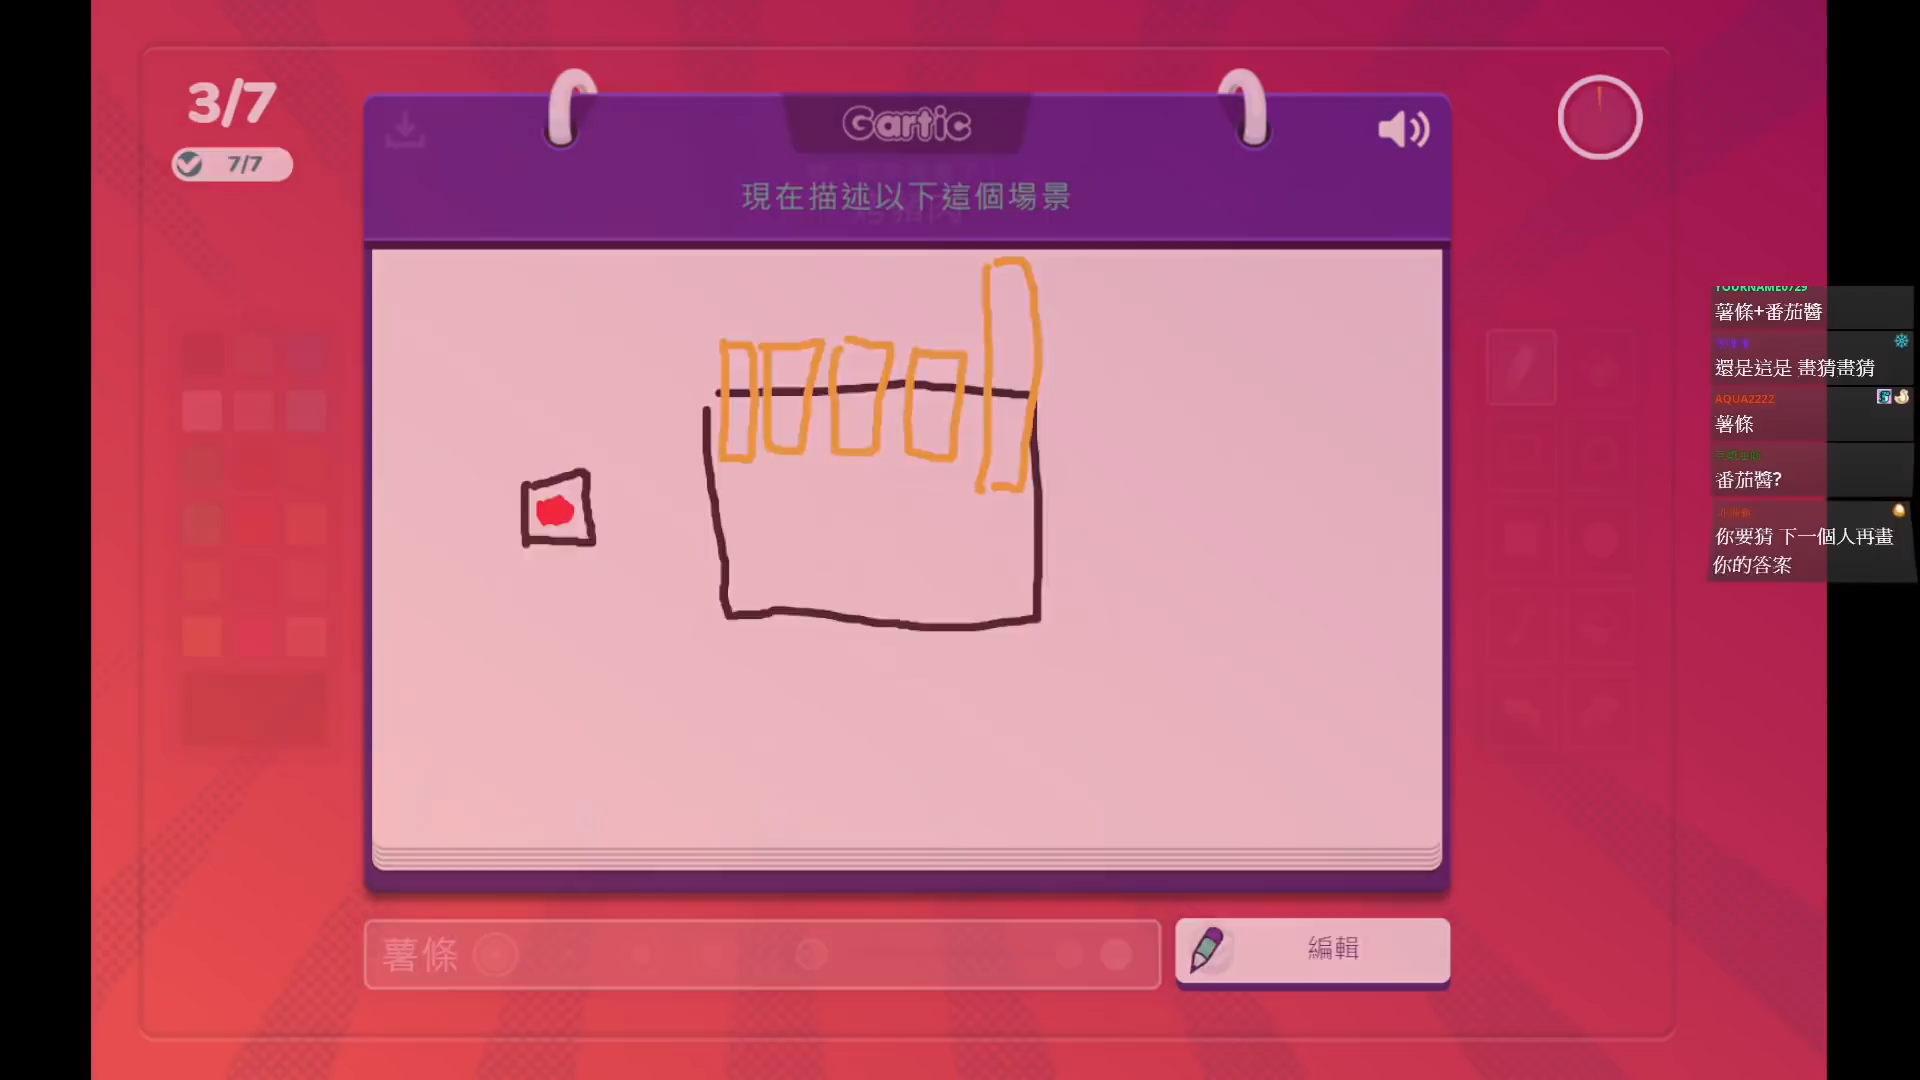 3/7
7/7
Gartic
現在描述以下這個場景
薯條
編輯
YOURNAME0729
薯條+番茄醬
還是這是 畫猜畫猜
AQUA2222
薯條
番茄醬?
你要猜 下一個人再畫
你的答案